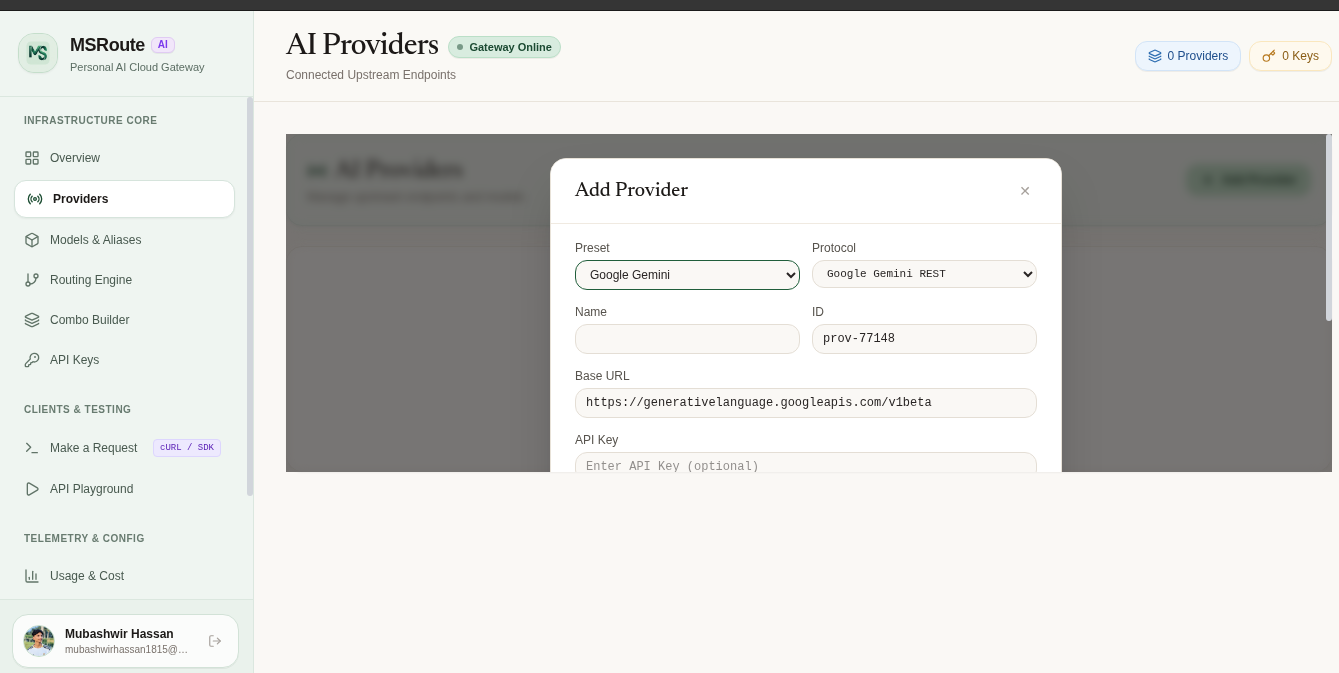 MS
MSRoute AI
Personal AI Cloud Gateway
INFRASTRUCTURE CORE
Overview
Providers
Models & Aliases
Routing Engine
Combo Builder
API Keys
CLIENTS & TESTING
Make a Request cURL / SDK
API Playground
TELEMETRY & CONFIG
Usage & Cost
Mubashwir Hassan
mubashwirhassan1815@...
AI Providers Gateway Online
Connected Upstream Endpoints
0 Providers 0 Keys
AI Providers
Add Provider
Preset Protocol
Google Gemini Google Gemini REST
Name ID
prov-77148
Base URL
https://generativelanguage.googleapis.com/v1beta
API Key
Enter API Key (optional)